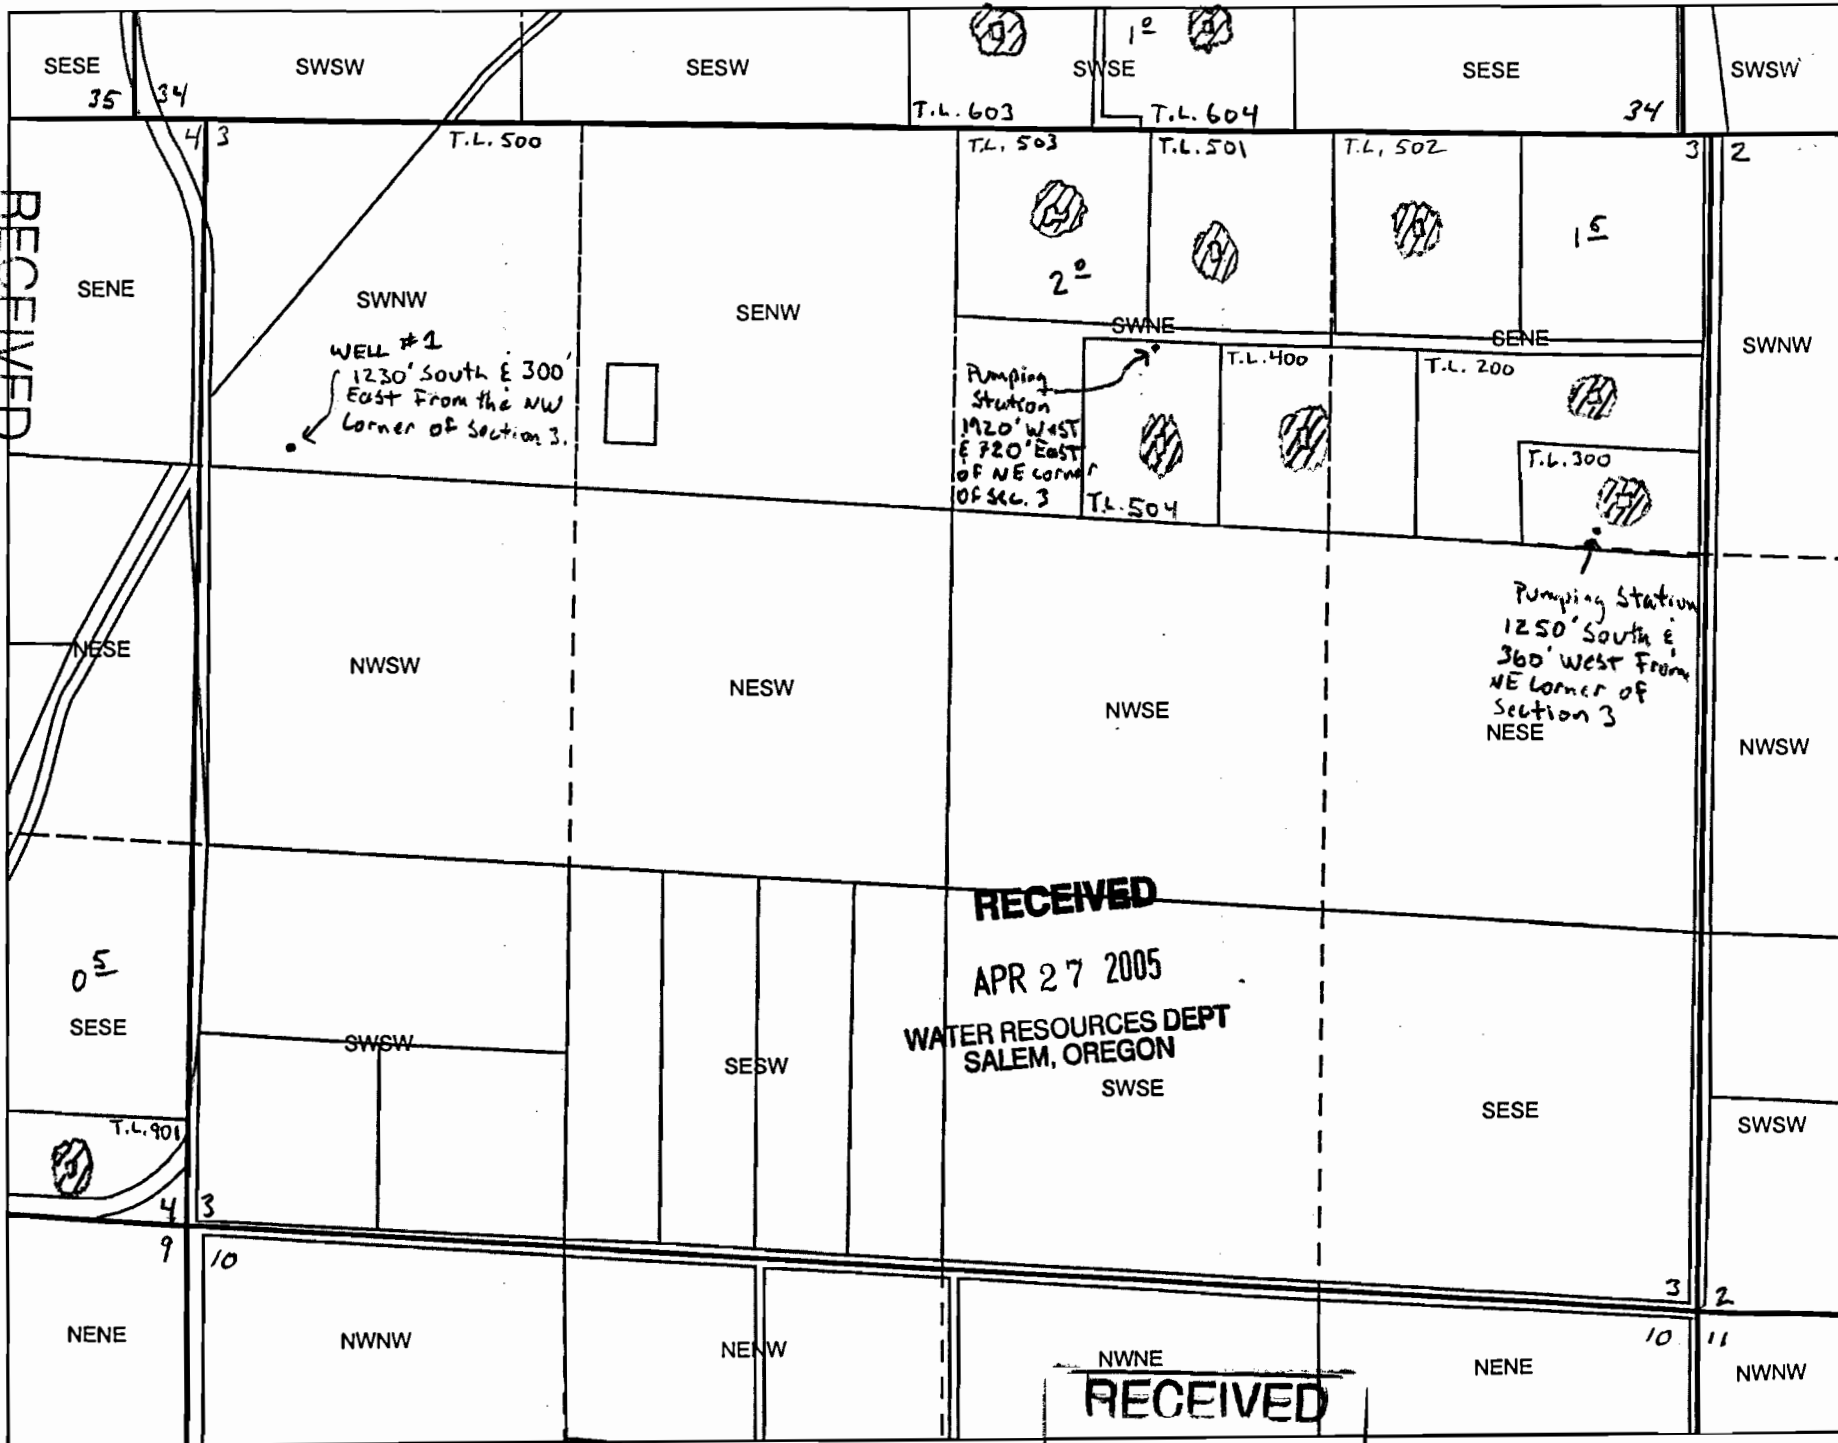 SESE
SWSW
SESW
1º
SWSE
SESE
SWSW
35
34
T.L. 603
T.L. 604
34
4
3
T.L. 500
T.L. 503
T.L. 501
T.L. 502
3
2
RECEIVED
SENE
SWNW
SENW
2º
1 5
SWNE
SENE
SWNW
WELL #1
1230' South & 300'
East From the NW
Corner of Section 3.
Pumping
Station
1920' West
& 720' East
of NE corner
of Sec. 3
T.L. 400
T.L. 200
T.L. 300
T.L. 504
Pumping Station
1250' South &
360' West From
NE Corner of
Section 3
NESE
NWSW
NESW
NWSE
NESE
NWSW
RECEIVED
APR 27 2005
WATER RESOURCES DEPT
SALEM, OREGON
0 5
SESE
SWSW
SESW
SWSE
SESE
SWSW
T.L. 901
4
3
9
10
3
2
10
11
NENE
NWNW
NENW
NWNE
NENE
NWNW
RECEIVED